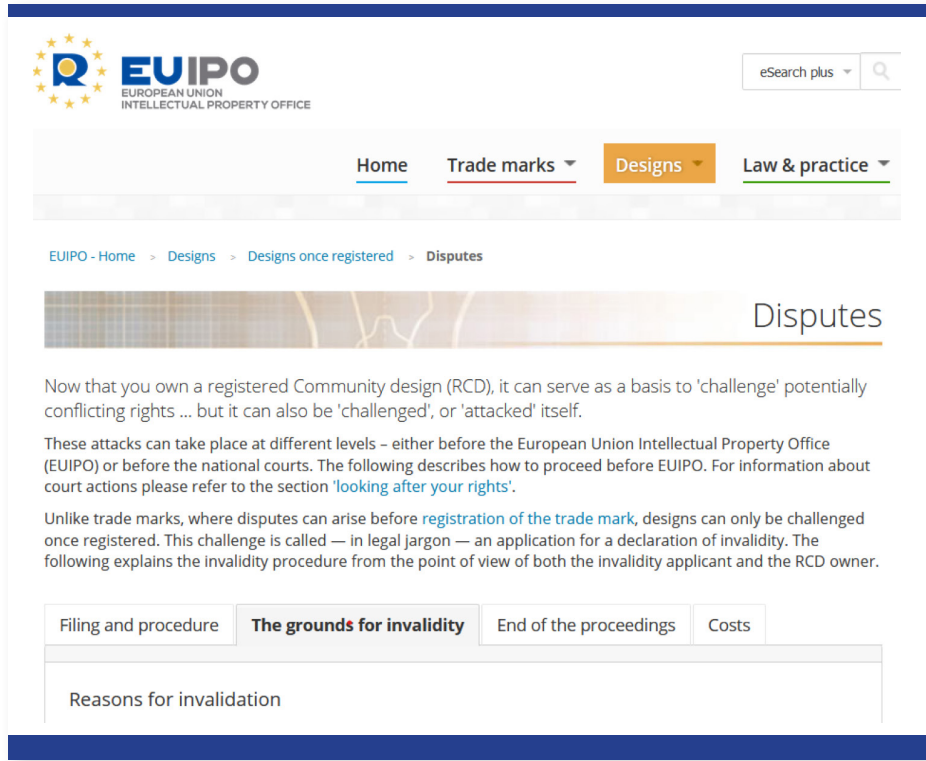 EUIPO
EUROPEAN UNION
INTELLECTUAL PROPERTY OFFICE
eSearch plus
Home Trade marks Designs Law & practice
EUIPO - Home > Designs > Designs once registered > Disputes
Disputes
Now that you own a registered Community design (RCD), it can serve as a basis to 'challenge' potentially
conflicting rights ... but it can also be 'challenged', or 'attacked' itself.
These attacks can take place at different levels – either before the European Union Intellectual Property Office
(EUIPO) or before the national courts. The following describes how to proceed before EUIPO. For information about
court actions please refer to the section 'looking after your rights'.
Unlike trade marks, where disputes can arise before registration of the trade mark, designs can only be challenged
once registered. This challenge is called — in legal jargon — an application for a declaration of invalidity. The
following explains the invalidity procedure from the point of view of both the invalidity applicant and the RCD owner.
Filing and procedure The grounds for invalidity End of the proceedings Costs
Reasons for invalidation